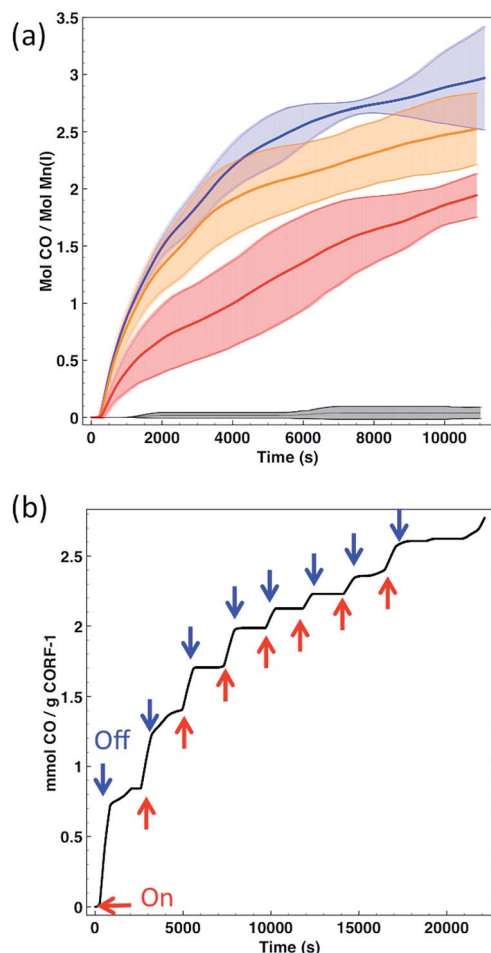 (a)
3.5
3
2.5
2
1.5
1
0.5
0
Mol CO / Mol Mn(I)
0 2000 4000 6000 8000 10000
Time (s)
(b)
2.5
2
1.5
1
0.5
0
mmol CO / g CORF-1
Off
On
0 5000 10000 15000 20000
Time (s)